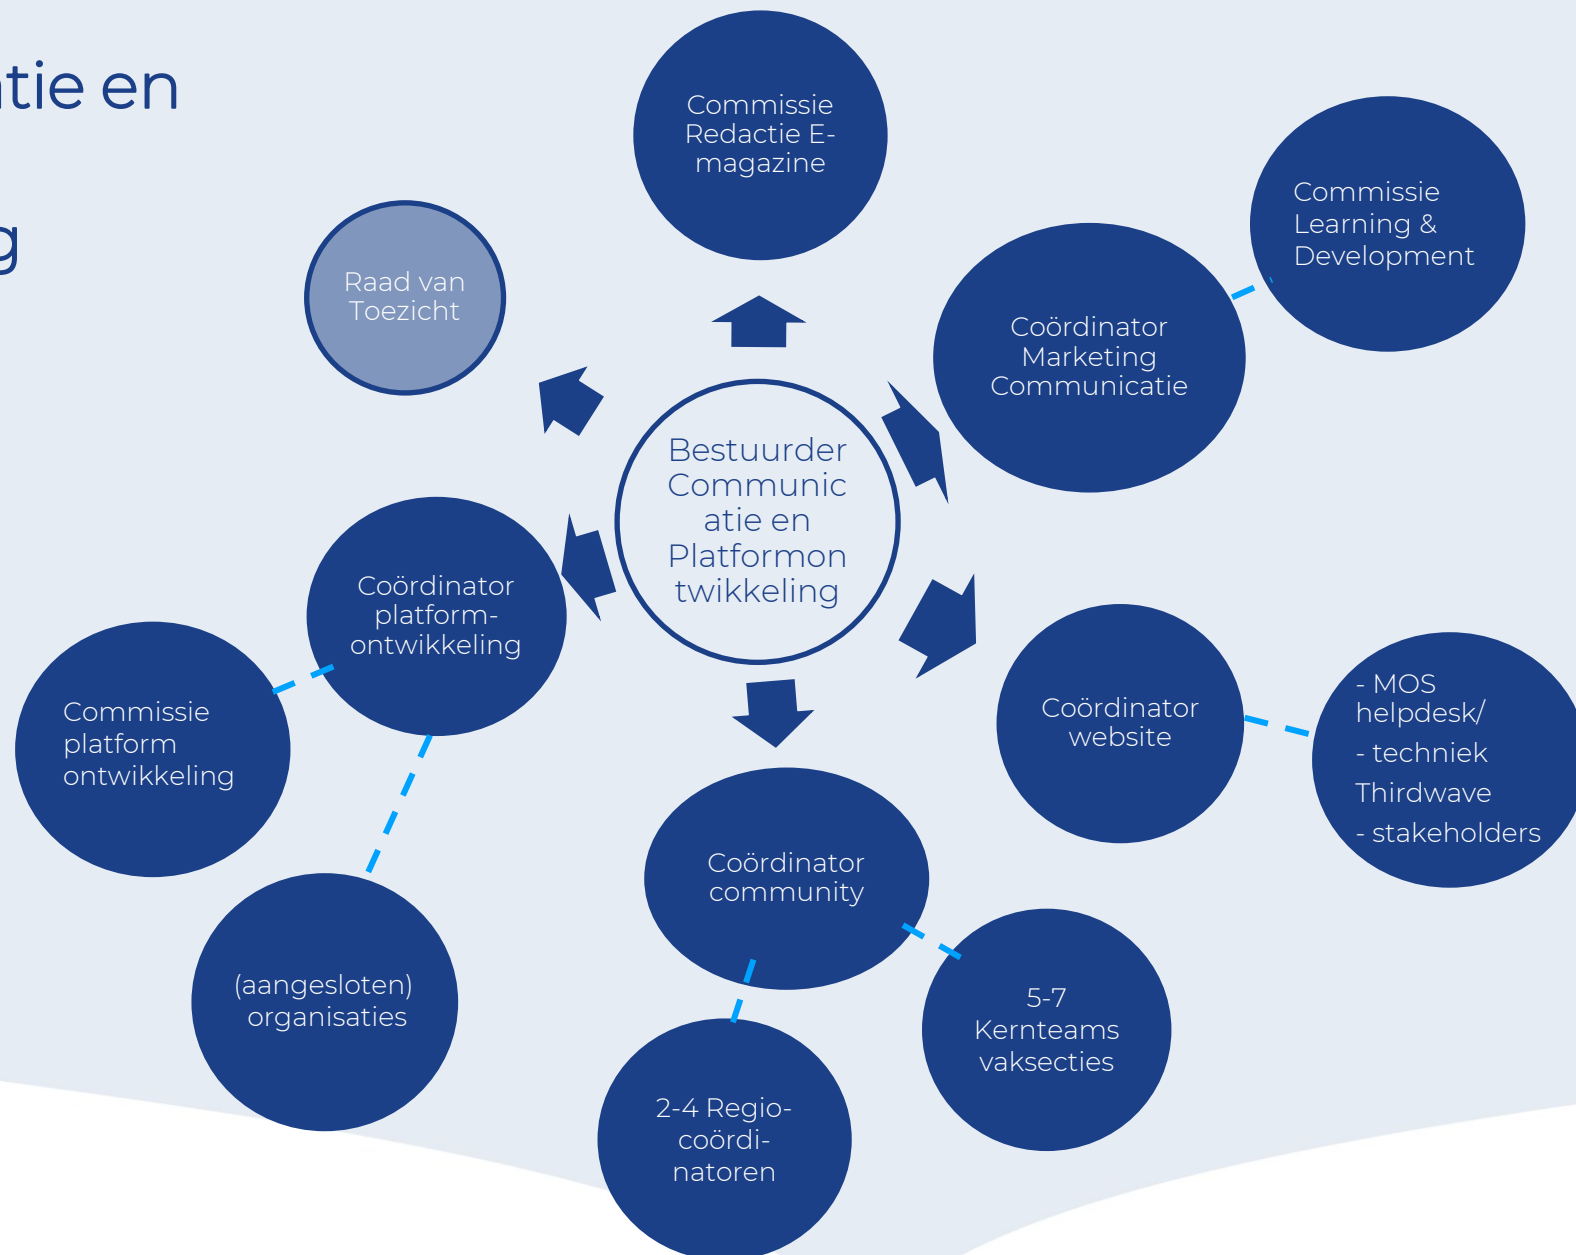 tie en
g
Commissie
Redactie E-
magazine
Commissie
Learning &
Development
Raad van
Toezicht
Coördinator
Marketing
Communicatie
Bestuurder
Communic
atie en
Platformon
twikkeling
Coördinator
platform-
ontwikkeling
Commissie
platform
ontwikkeling
Coördinator
website
- MOS
helpdesk/
- techniek
Thirdwave
- stakeholders
Coördinator
community
(aangesloten)
organisaties
5-7
Kernteams
vaksecties
2-4 Regio-
coördi-
natoren